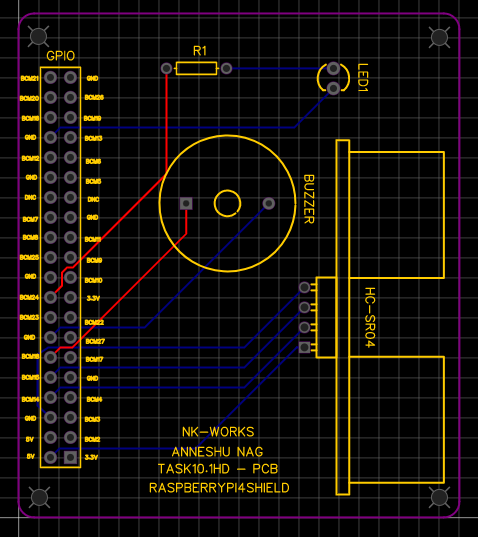 GPIO
R1
LED1
BCM21
GND
BCM20
BCM26
BCM16
BCM19
GND
BCM13
BCM12
BCM6
GND
BCM5
DNC
DNC
BCM7
GND
BCM8
BCM11
BCM25
BCM9
GND
BCM10
BCM24
3.3V
BCM23
BCM22
GND
BCM27
BCM18
BCM17
BCM15
GND
BCM14
BCM4
GND
BCM3
5V
BCM2
5V
3.3V
BUZZER
HC-SR04
NK-WORKS
ANNESHU NAG
TASK10.1HD - PCB
RASPBERRYPI4SHIELD